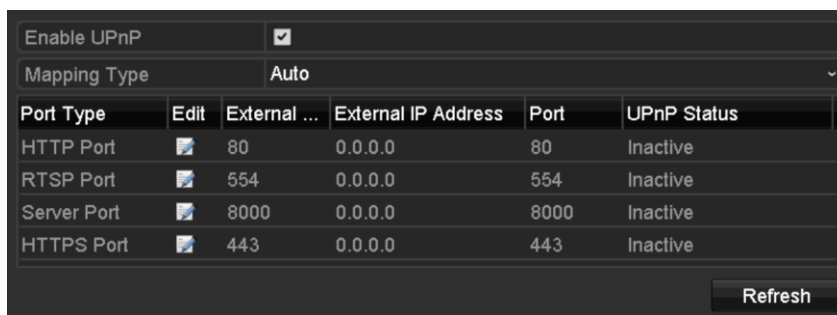 Enable UPnP
Mapping Type Auto
Port Type Edit External ... External IP Address Port UPnP Status
HTTP Port 80 0.0.0.0 80 Inactive
RTSP Port 554 0.0.0.0 554 Inactive
Server Port 8000 0.0.0.0 8000 Inactive
HTTPS Port 443 0.0.0.0 443 Inactive
Refresh